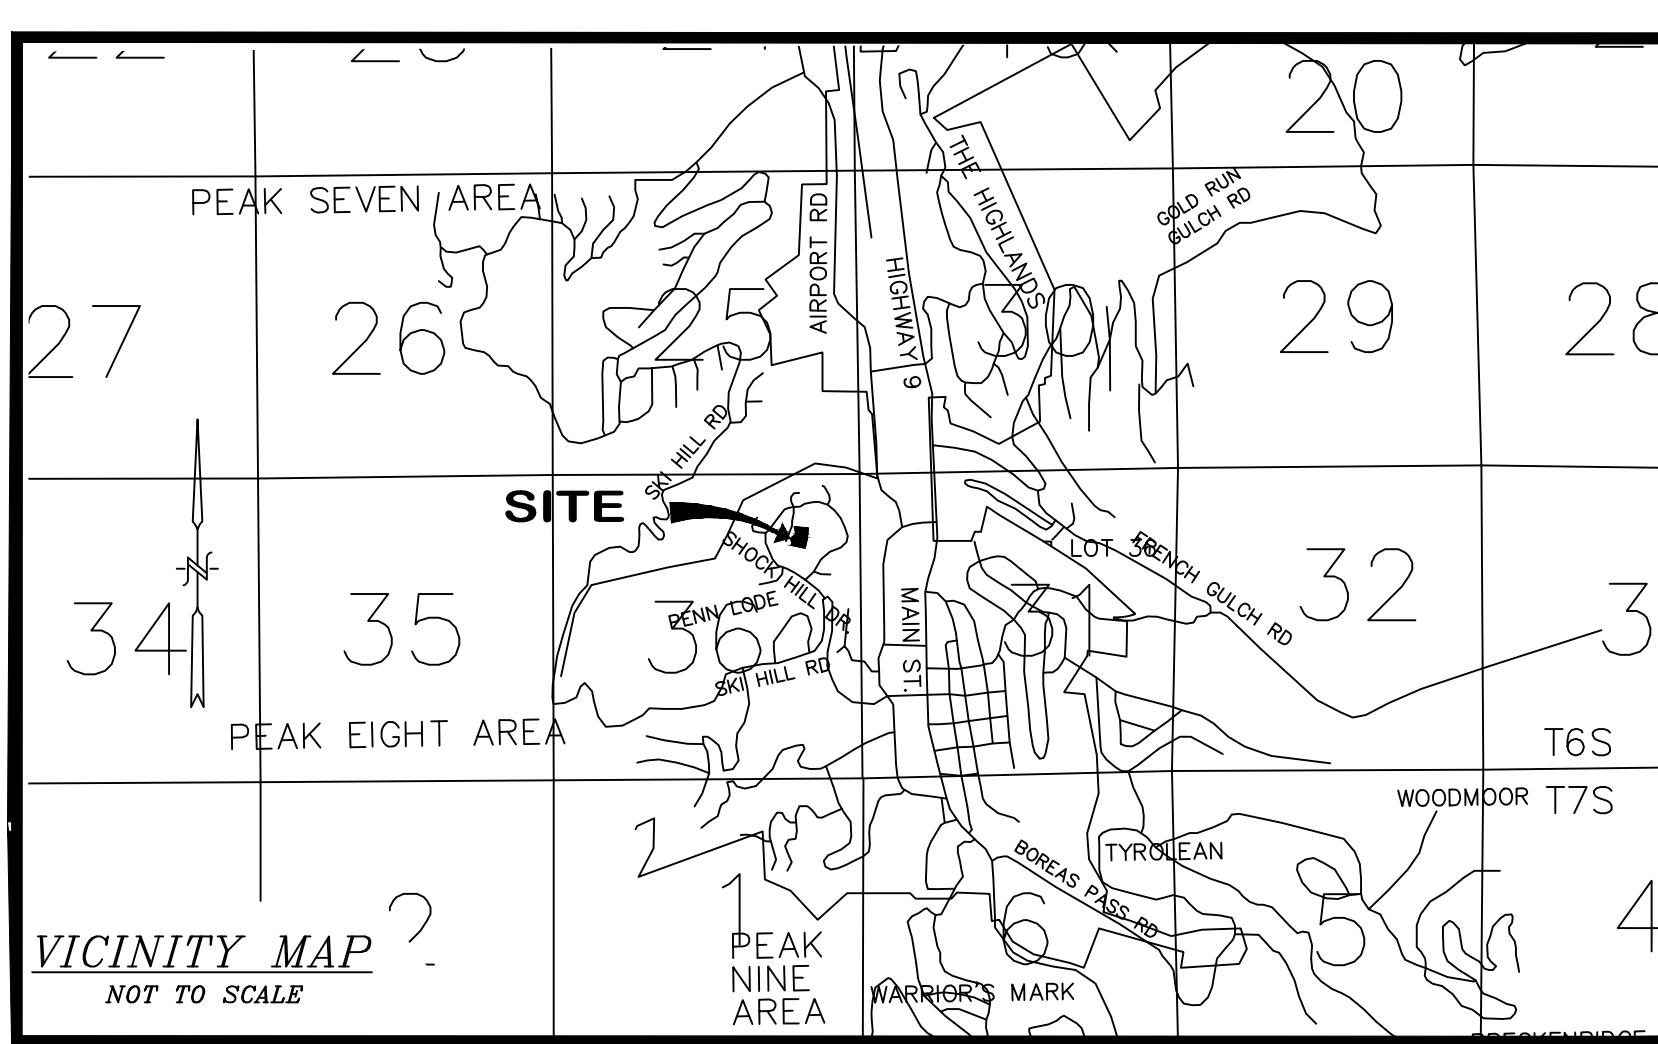 20
PEAK SEVEN AREA
AIRPORT RD
HIGHWAY 9
THE HIGHLANDS
GOLD RUN
GULCH RD
27
26
25
30
29
28
SKI HILL RD
SITE
N
SHOCK HILL DR.
PENN LODE
SKI HILL RD
MAIN ST.
LOT 36
FRENCH GULCH RD
34
35
36
31
32
3
PEAK EIGHT AREA
T6S
WOODMOOR
T7S
TYROLEAN
BOREAS PASS RD
2
1
6
5
4
PEAK
NINE
AREA
WARRIOR'S MARK
VICINITY MAP
NOT TO SCALE